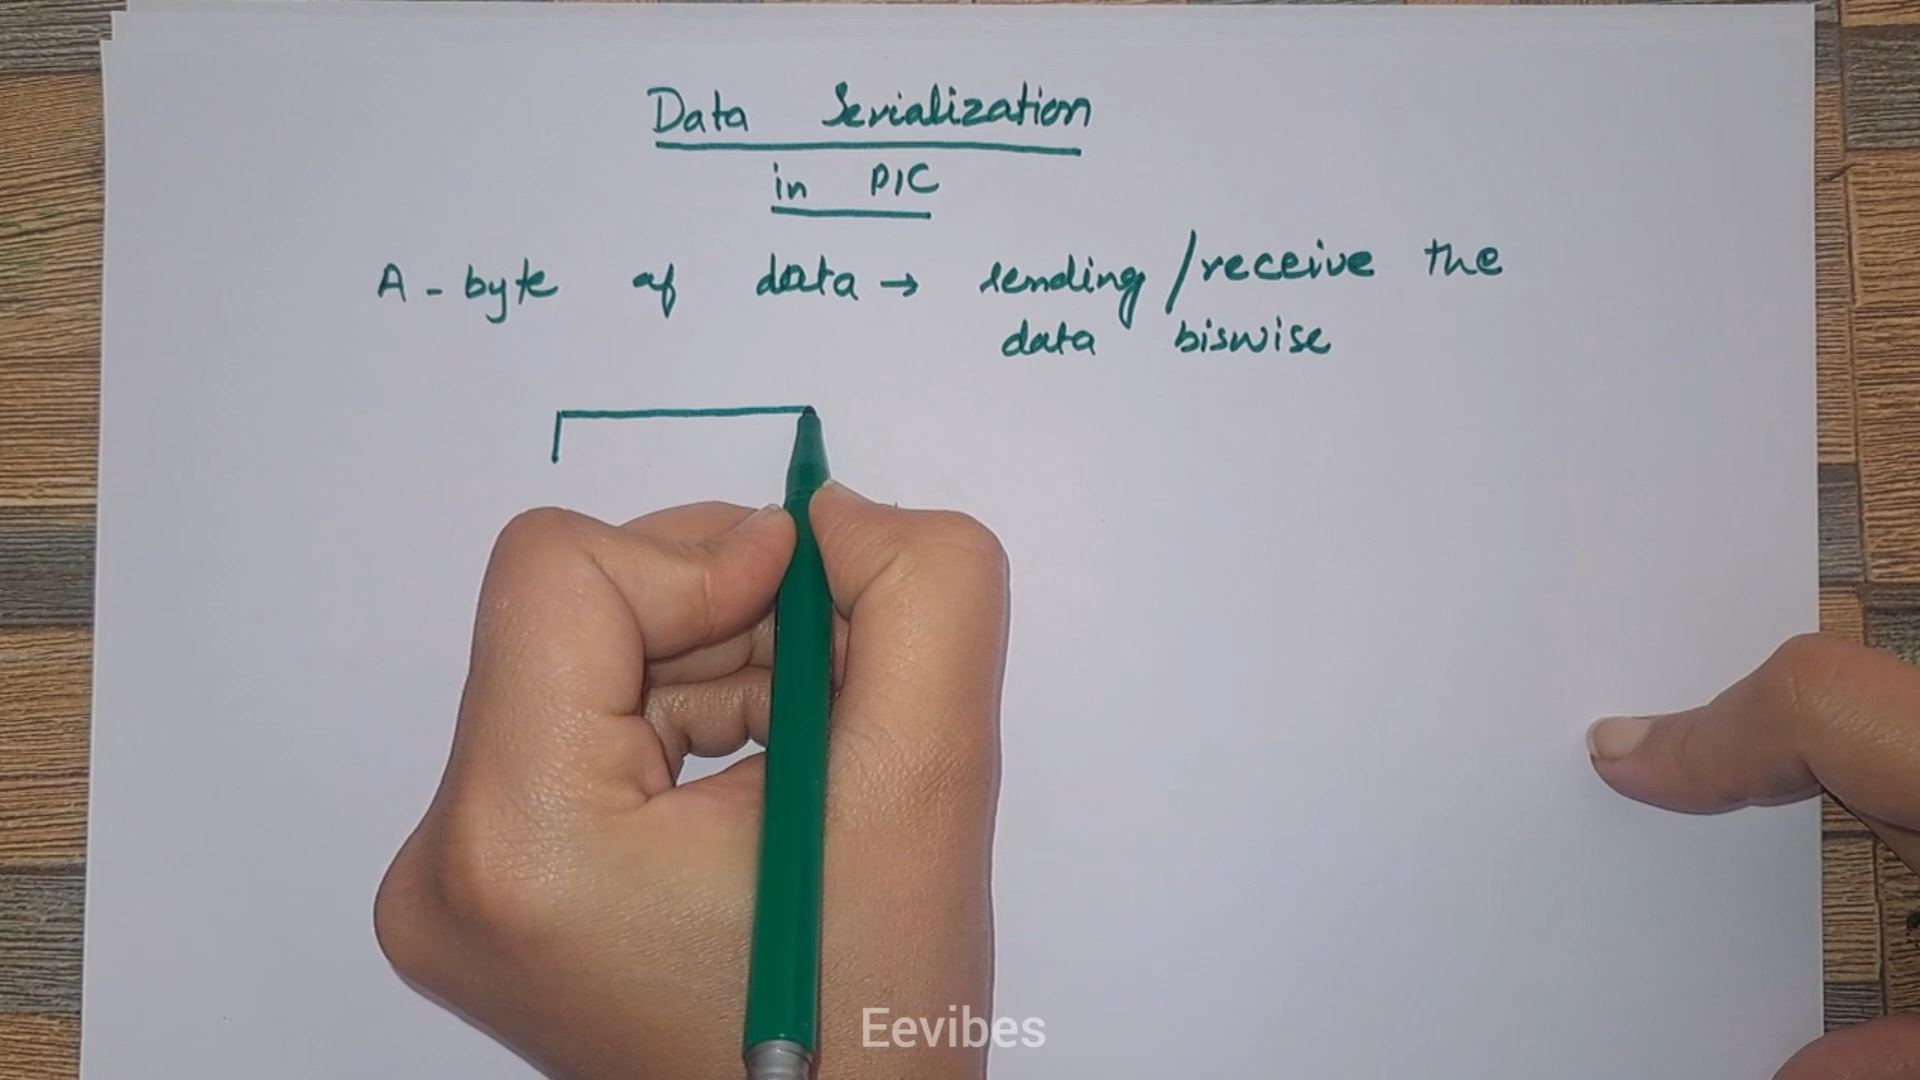 Data Serialization
in PIC
A-byte of data → sending/receive the
data biswise
Eevibes